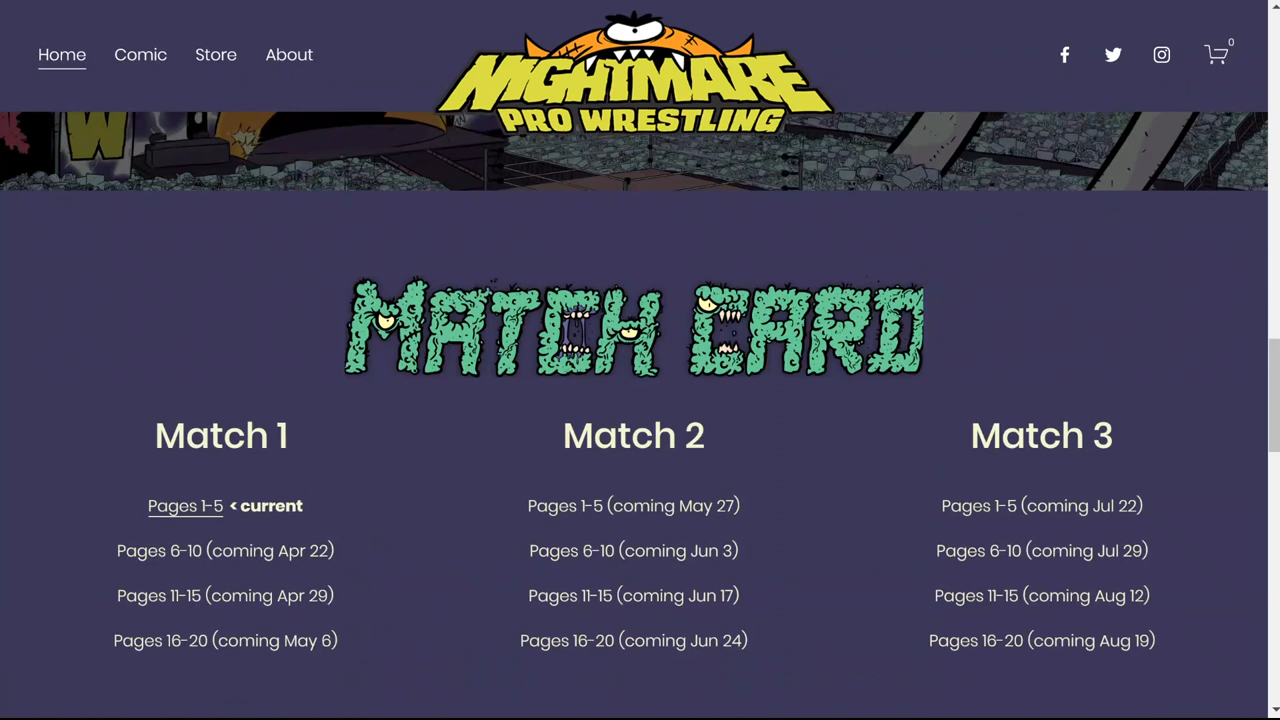 Home Comic Store About
NIGHTMARE
PRO WRESTLING
0
W
MATCH CARD
Match 1
Pages 1-5 < current
Pages 6-10 (coming Apr 22)
Pages 11-15 (coming Apr 29)
Pages 16-20 (coming May 6)
Match 2
Pages 1-5 (coming May 27)
Pages 6-10 (coming Jun 3)
Pages 11-15 (coming Jun 17)
Pages 16-20 (coming Jun 24)
Match 3
Pages 1-5 (coming Jul 22)
Pages 6-10 (coming Jul 29)
Pages 11-15 (coming Aug 12)
Pages 16-20 (coming Aug 19)